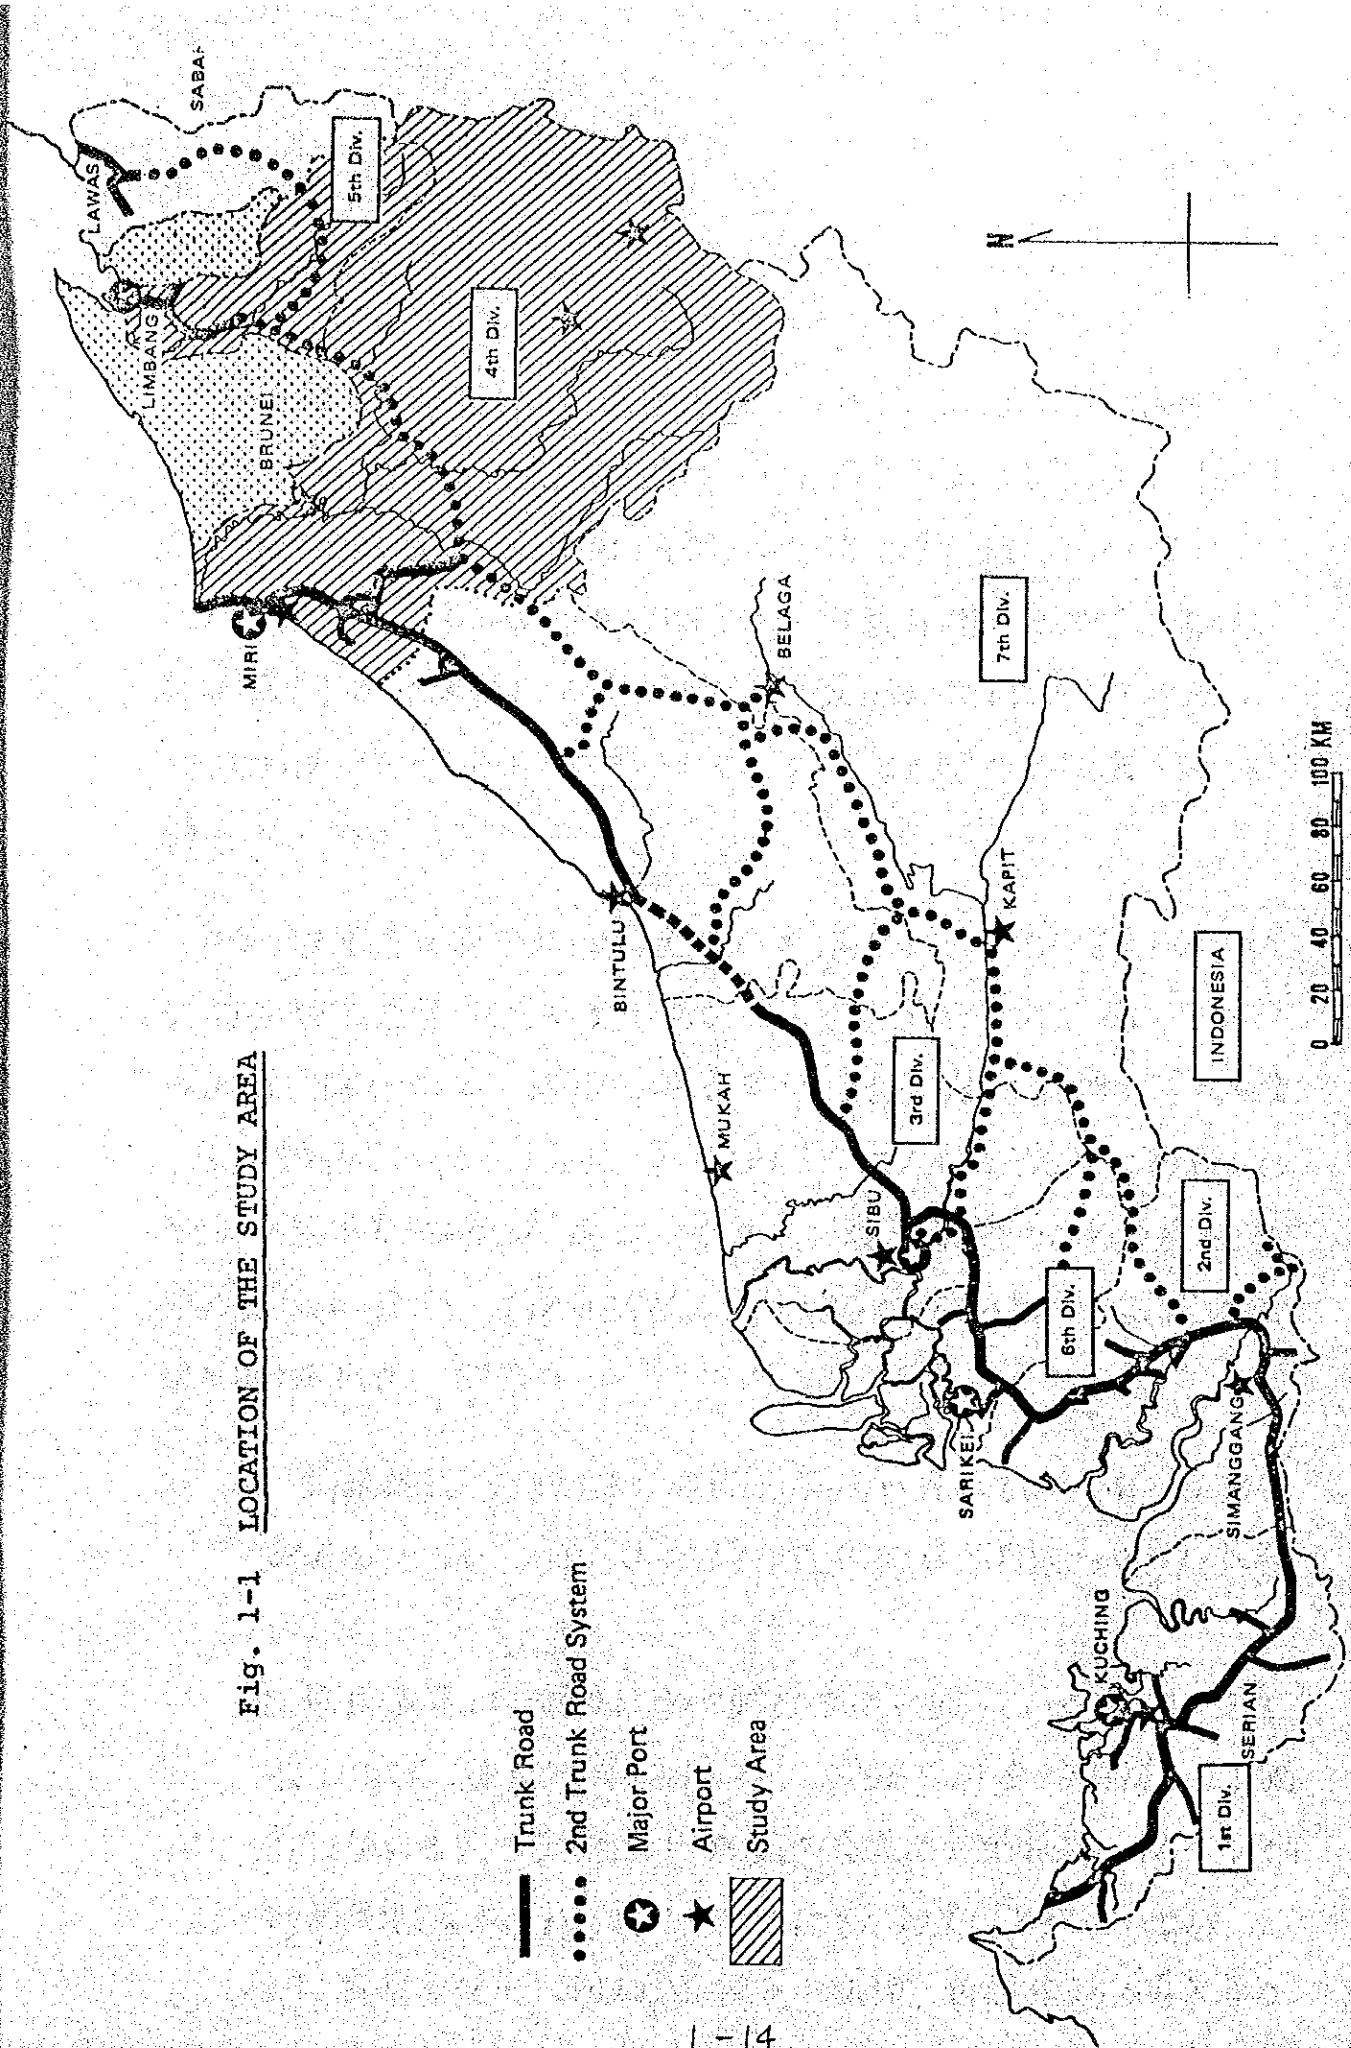 Fig. 1-1 LOCATION OF THE STUDY AREA
Trunk Road
2nd Trunk Road System
Major Port
Airport
Study Area
LAWAS
LIMBANG
BRUNEI
MIRI
5th Div.
4th Div.
BINTULU
BELAGA
MUKAH
7th Div.
SIBU
3rd Div.
KAPIT
SARIKEI
6th Div.
2nd Div.
INDONESIA
KUCHING
SIMANGGANG
SERIAN
1st Div.
N
0 20 40 60 80 100 KM
1-14